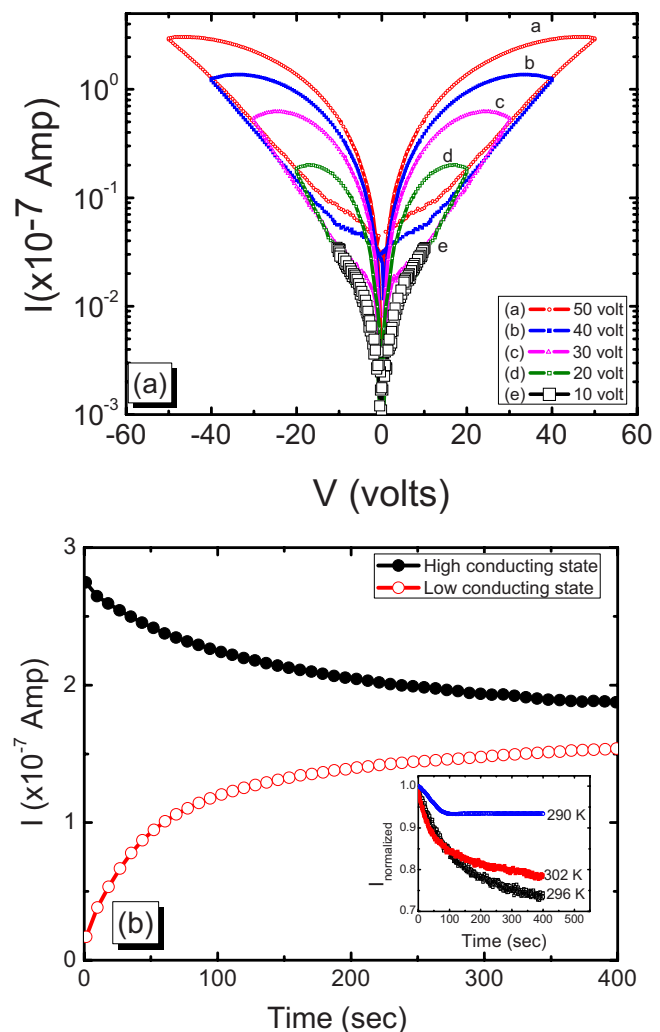 I(x10-7 Amp)
10^0
10^-1
10^-2
10^-3
a
b
c
d
e
(a)
(a) 50 volt
(b) 40 volt
(c) 30 volt
(d) 20 volt
(e) 10 volt
-60 -40 -20 0 20 40 60
V (volts)
I (x10^-7 Amp)
3
2
1
0
High conducting state
Low conducting state
(b)
I_normalized
1.0
0.9
0.8
0.7
290 K
302 K
296 K
0 100 200 300 400 500
Time (sec)
0 100 200 300 400
Time (sec)